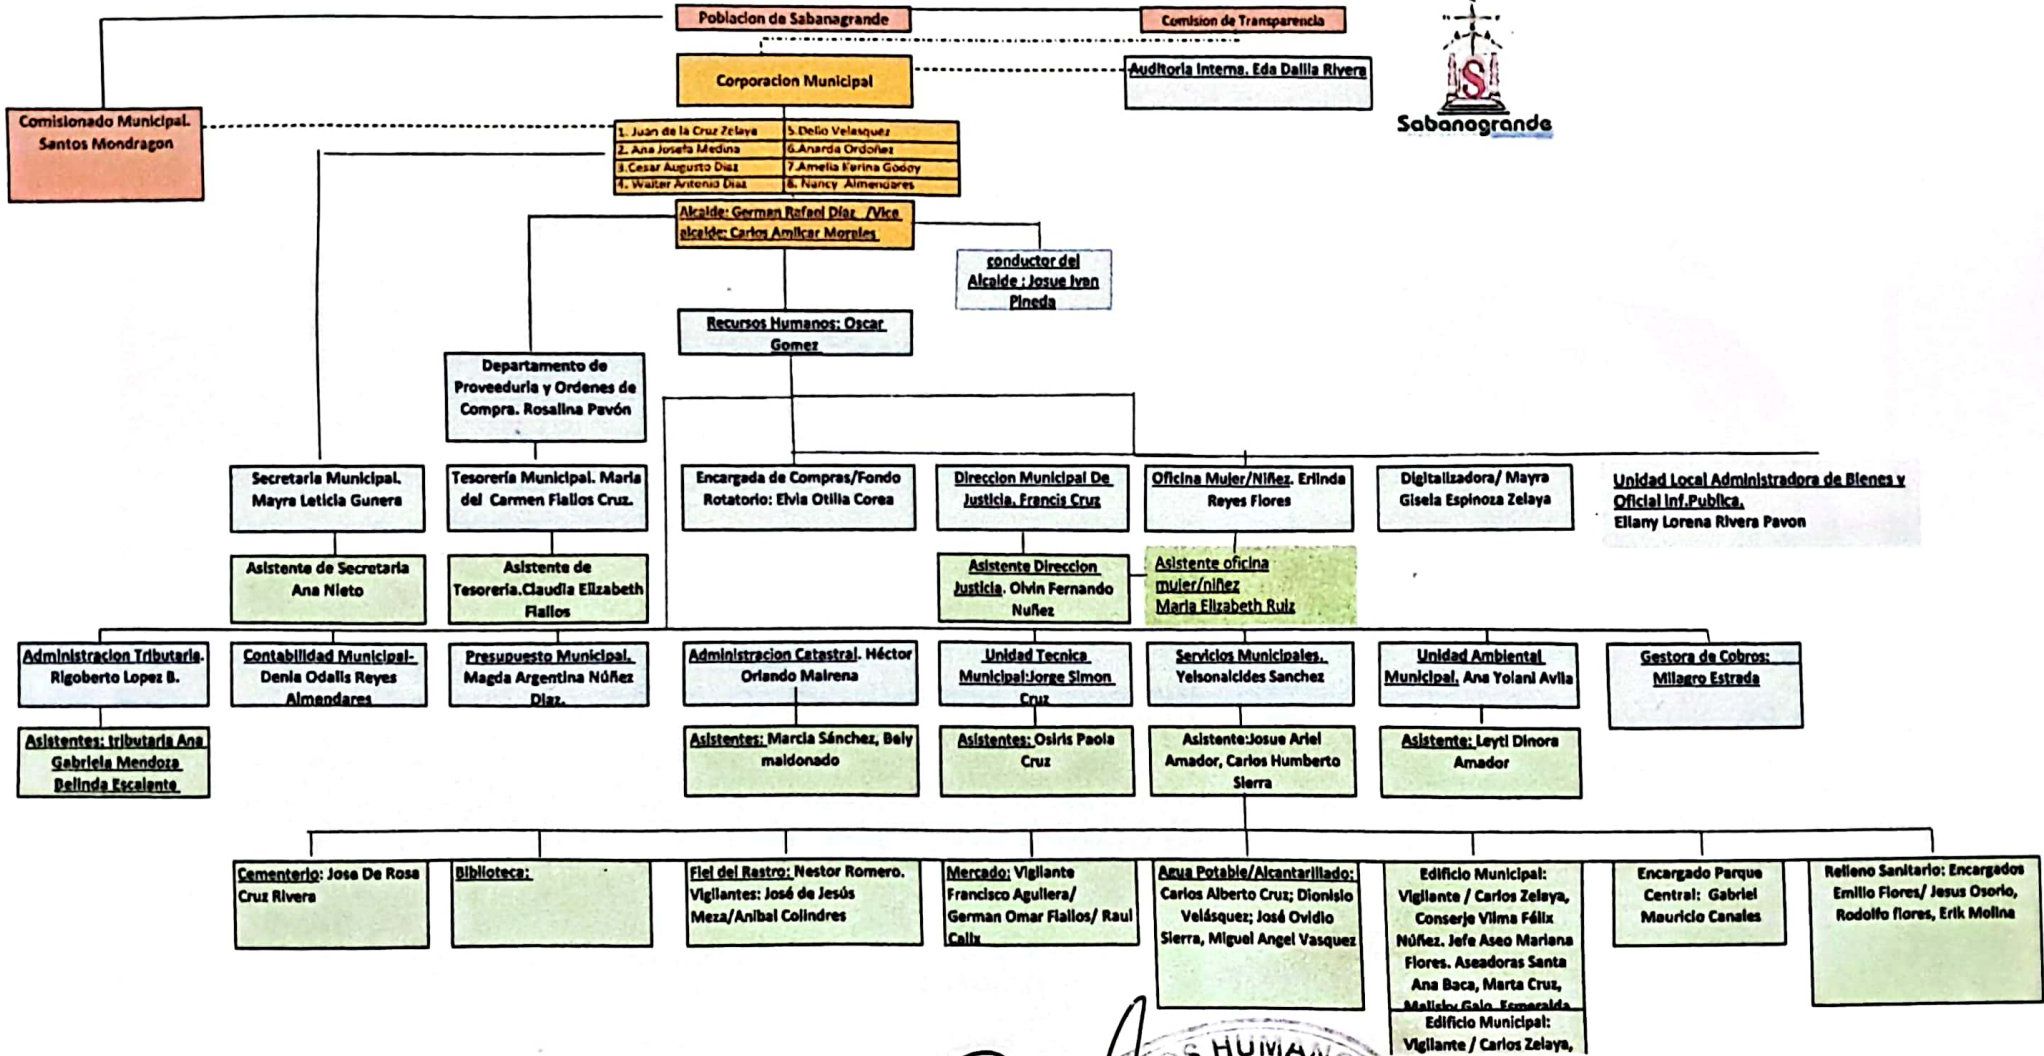 Poblacion de Sabanagrande
Comision de Transparencia
Corporacion Municipal
Auditoria Interna. Eda Dalila Rivera
Sabanagrande
Comisionado Municipal.
Santos Mondragon
1. Juan de la Cruz Zelaya
5.Delio Velasquez
2. Ana Josefa Medina
6.Anarda Ordoñez
3.Cesar Augusto Diaz
7.Amelia Karina Godoy
4. Walter Antonio Diaz
8. Nancy Almendares
Alcalde: German Rafael Díaz /Vice
alcalde: Carlos Amilcar Morales
conductor del
Alcalde : Josue Ivan
Pineda
Recursos Humanos: Oscar
Gomez
Departamento de
Proveeduria y Ordenes de
Compra. Rosalina Pavón
Secretaria Municipal.
Mayra Leticia Gunera
Tesorería Municipal. Maria
del Carmen Fiallos Cruz.
Encargada de Compras/Fondo
Rotatorio: Elvia Otilia Corea
Direccion Municipal De
Justicia. Francis Cruz
Oficina Mujer/Niñez. Erlinda
Reyes Flores
Digitalizadora/ Mayra
Gisela Espinoza Zelaya
Unidad Local Administradora de Bienes y
Oficial Inf.Publica.
Eliany Lorena Rivera Pavon
Asistente de Secretaria
Ana Nieto
Asistente de
Tesoreria.Claudia Elizabeth
Fiallos
Asistente Direccion
Justicia. Olvin Fernando
Nuñez
Asistente oficina
mujer/niñez
Maria Elizabeth Ruiz
Administracion Tributaria.
Rigoberto Lopez B.
Contabilidad Municipal-
Denia Odalis Reyes
Almendares
Presupuesto Municipal.
Magda Argentina Núñez
Diaz.
Administracion Catastral. Héctor
Orlando Mairena
Unidad Tecnica
Municipal:Jorge Simon
Cruz
Servicios Municipales.
Yelsonalcides Sanchez
Unidad Ambiental
Municipal. Ana Yolani Avila
Gestora de Cobros:
Milagro Estrada
Asistentes: tributaria Ana
Gabriela Mendoza
Belinda Escalante
Asistentes: Marcia Sánchez, Bely
maldonado
Asistentes: Osiris Paola
Cruz
Asistente:Josue Ariel
Amador, Carlos Humberto
Sierra
Asistente: Leyti Dinora
Amador
Cementerio: Jose De Rosa
Cruz Rivera
Biblioteca:
Fiel del Rastro: Nestor Romero.
Vigilantes: José de Jesús
Meza/Anibal Colindres
Mercado: Vigilante
Francisco Aguilera/
German Omar Fiallos/ Raul
Calix
Agua Potable/Alcantarillado:
Carlos Alberto Cruz; Dionisio
Velásquez; José Ovidio
Sierra, Miguel Angel Vasquez
Edificio Municipal:
Vigilante / Carlos Zelaya,
Conserje Vilma Félix
Núñez. Jefe Aseo Mariana
Flores. Aseadoras Santa
Ana Baca, Marta Cruz,
Galo, Esmeralda
Edificio Municipal:
Vigilante / Carlos Zelaya,
Encargado Parque
Central: Gabriel
Mauricio Canales
Relleno Sanitario: Encargados
Emilio Flores/ Jesus Osorio,
Rodolfo flores, Erik Molina
HUMANO